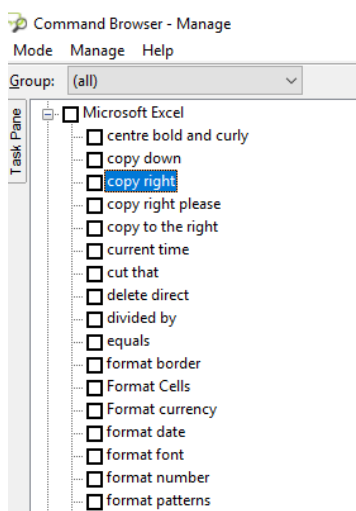 Command Browser - Manage
Mode Manage Help
Group: (all)
Task Pane
Microsoft Excel
centre bold and curly
copy down
copy right
copy right please
copy to the right
current time
cut that
delete direct
divided by
equals
format border
Format Cells
Format currency
format date
format font
format number
format patterns